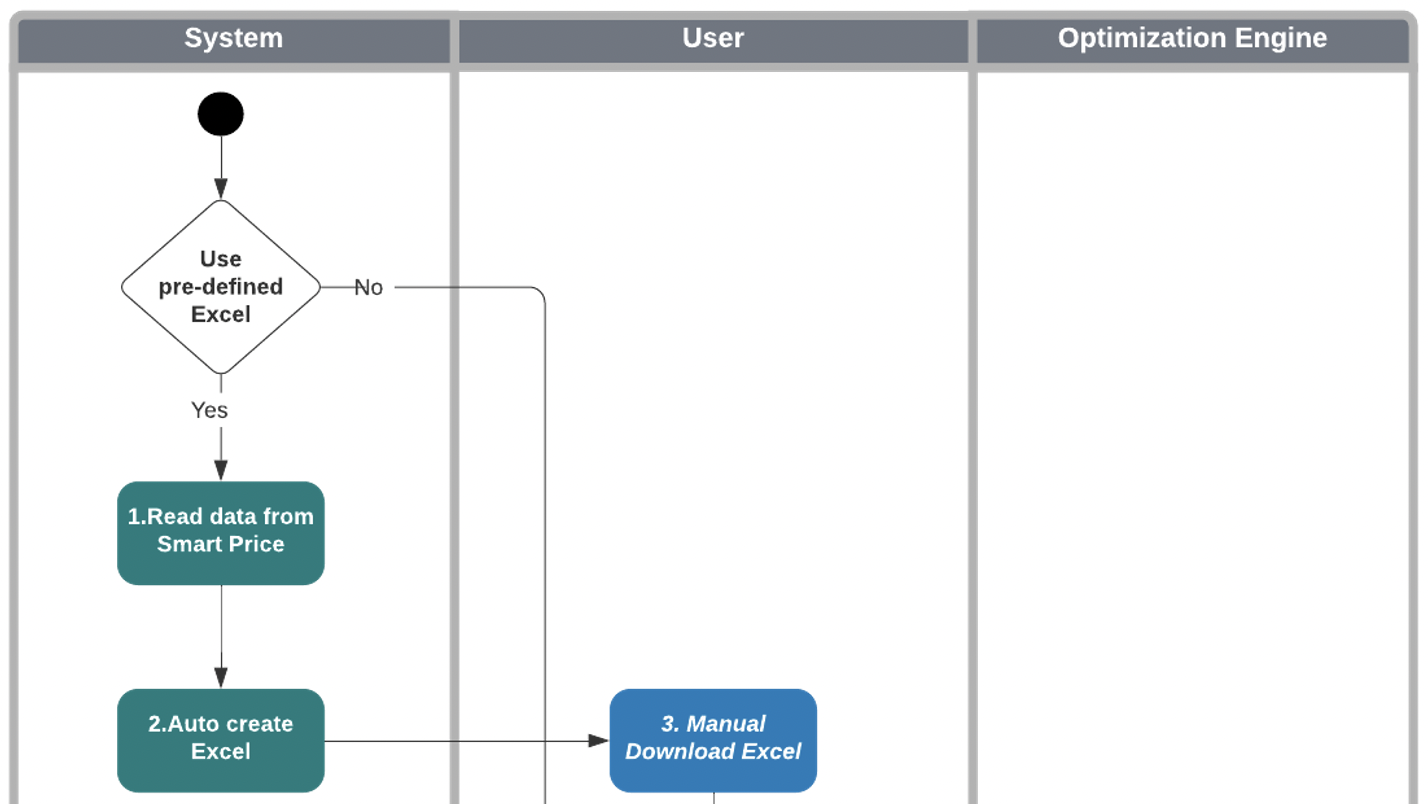 System
User
Optimization Engine
Use
pre-defined
Excel
No
Yes
1.Read data from
Smart Price
2.Auto create
Excel
3. Manual
Download Excel